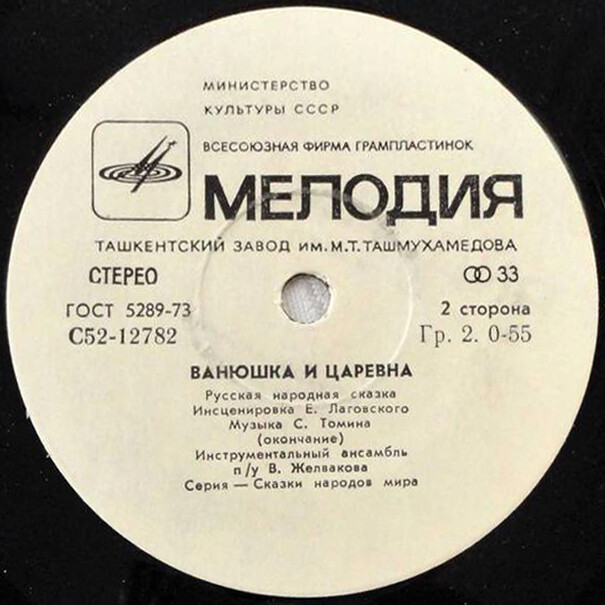 МИНИСТЕРСТВО
КУЛЬТУРЫ СССР
ВСЕСОЮЗНАЯ ФИРМА ГРАМПЛАСТИНОК
МЕЛОДИЯ
ТАШКЕНТСКИЙ ЗАВОД ИМ. М. Т. ТАШМУХАМЕДОВА
СТЕРЕО 33
ГОСТ 5289-73 2 сторона
С52-12782 Гр. 2. 0-55
ВАНЮШКА И ЦАРЕВНА
Русская народная сказка
Инсценировка Е. Лаговского
Музыка С. Томина
(окончание)
Инструментальный ансамбль
п/у В. Желвакова
Серия — Сказки народов мира